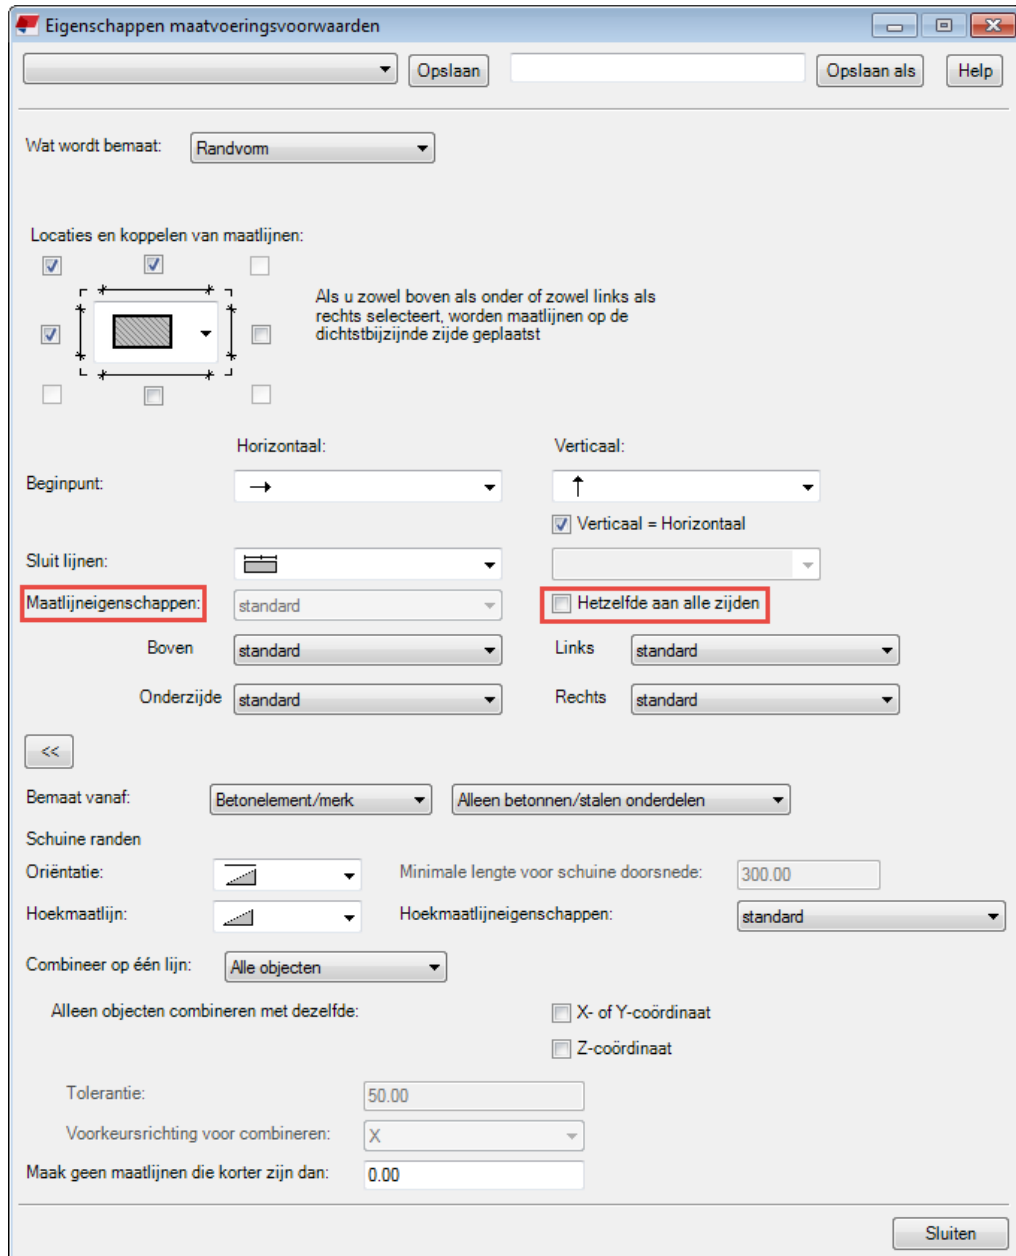 Eigenschappen maatvoeringsvoorwaarden
Opslaan
Opslaan als
Help
Wat wordt bemaat:
Randvorm
Locaties en koppelen van maatlijnen:
Als u zowel boven als onder of zowel links als
rechts selecteert, worden maatlijnen op de
dichtstbijzijnde zijde geplaatst
Horizontaal:
Verticaal:
Beginpunt:
Verticaal = Horizontaal
Sluit lijnen:
Maatlijneigenschappen:
standard
Hetzelfde aan alle zijden
Boven
standard
Links
standard
Onderzijde
standard
Rechts
standard
<<
Bemaat vanaf:
Betonelement/merk
Alleen betonnen/stalen onderdelen
Schuine randen
Oriëntatie:
Minimale lengte voor schuine doorsnede:
300.00
Hoekmaatlijn:
Hoekmaatlijneigenschappen:
standard
Combineer op één lijn:
Alle objecten
Alleen objecten combineren met dezelfde:
X- of Y-coördinaat
Z-coördinaat
Tolerantie:
50.00
Voorkeursrichting voor combineren:
X
Maak geen maatlijnen die korter zijn dan:
0.00
Sluiten